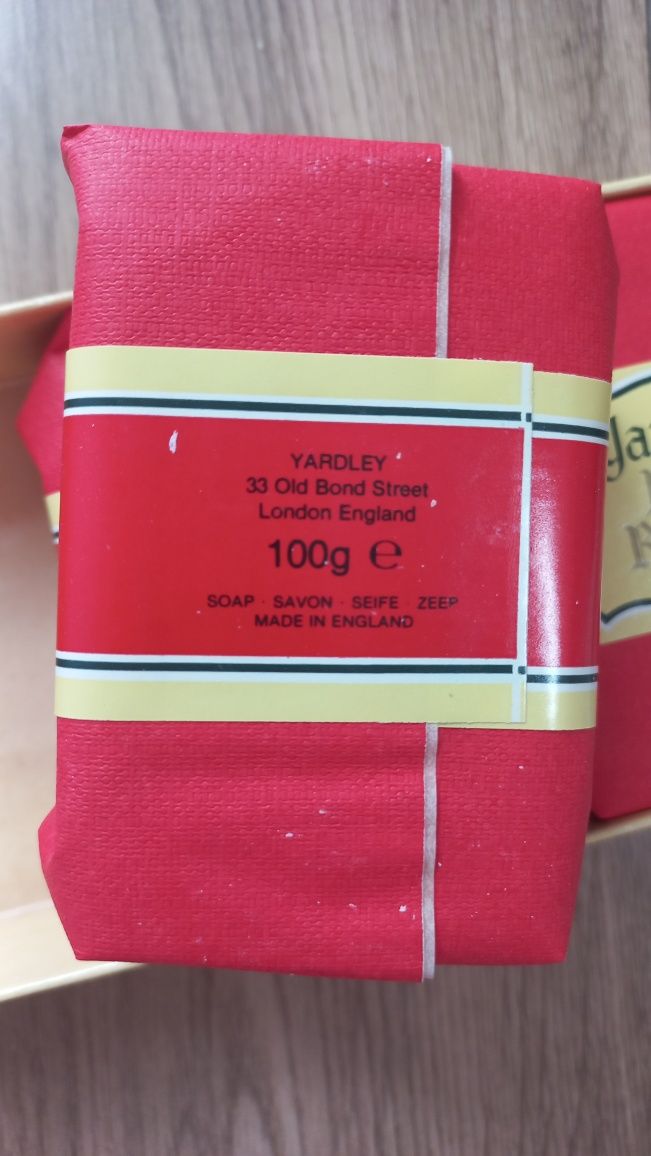 YARDLEY
33 Old Bond Street
London England
100g ℮
SOAP · SAVON · SEIFE · ZEEP
MADE IN ENGLAND